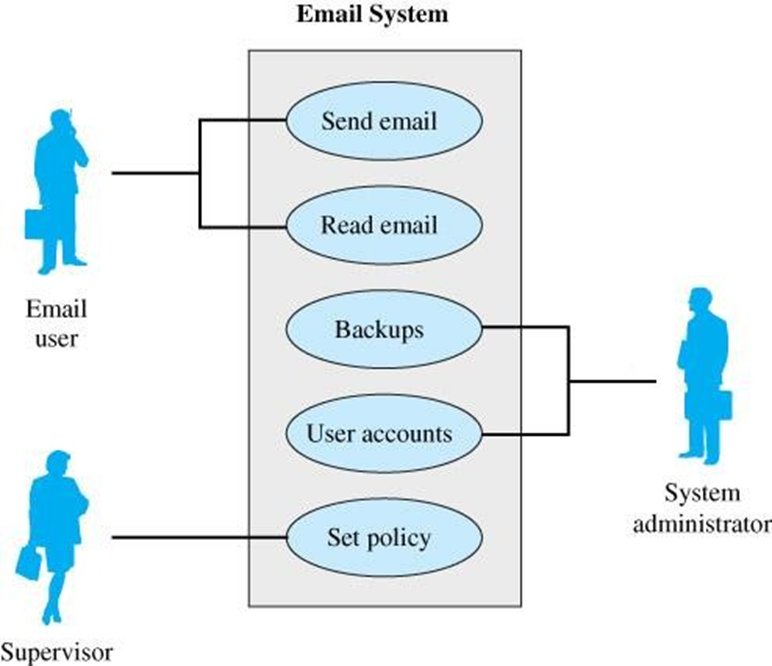 Email System
Send email
Read email
Email
user
Backups
User accounts
System
administrator
Set policy
Supervisor